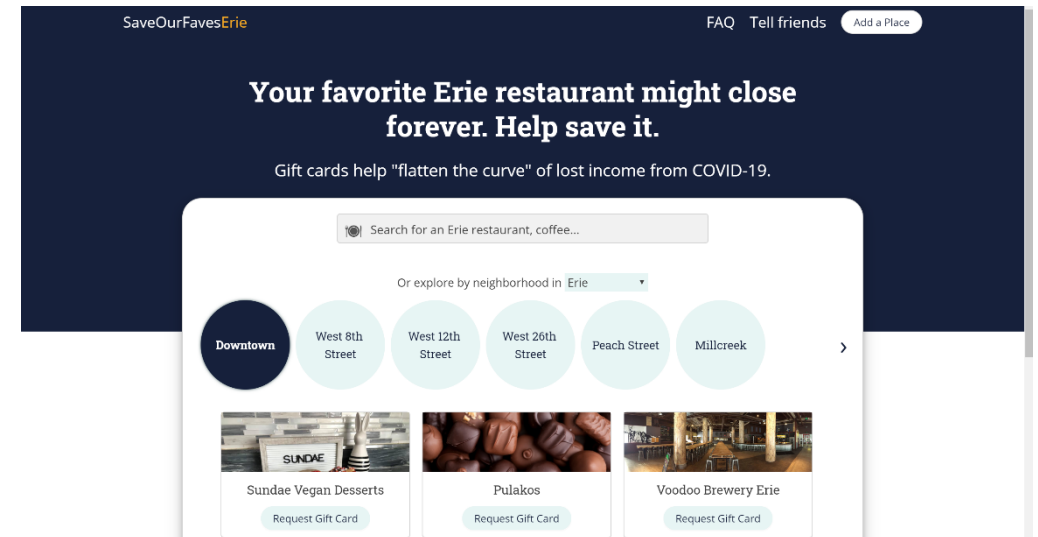 SaveOurFavesErie
FAQ
Tell friends
Add a Place
Your favorite Erie restaurant might close
forever. Help save it.
Gift cards help "flatten the curve" of lost income from COVID-19.
Search for an Erie restaurant, coffee...
Or explore by neighborhood in Erie
Downtown
West 8th
Street
West 12th
Street
West 26th
Street
Peach Street
Millcreek
SUNDAE
Sundae Vegan Desserts
Request Gift Card
Pulakos
Request Gift Card
Voodoo Brewery Erie
Request Gift Card